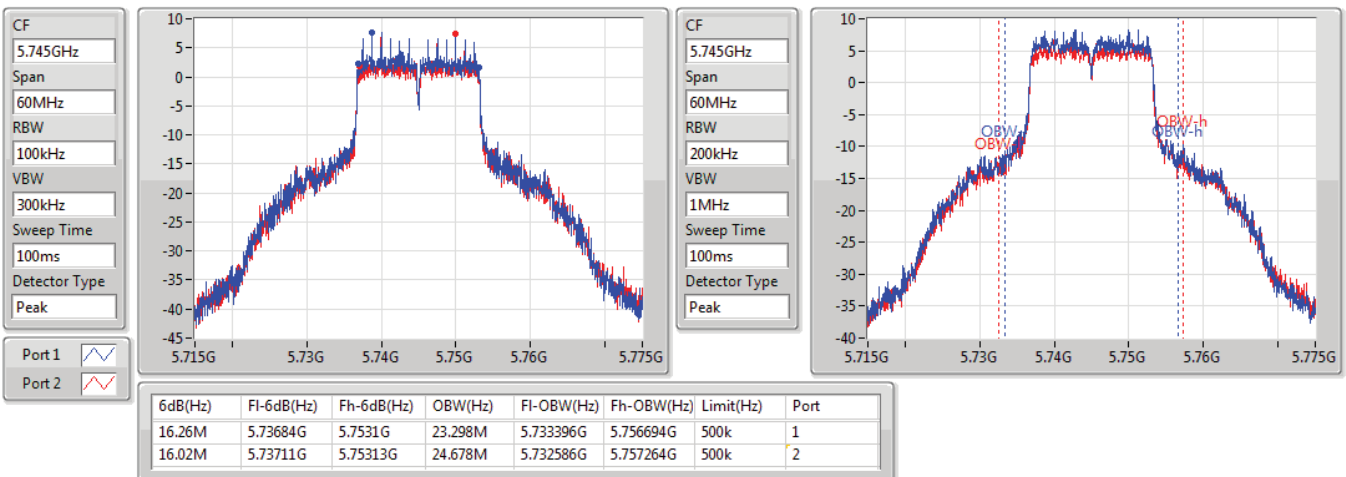 CF
5.745GHz
Span
60MHz
RBW
100kHz
VBW
300kHz
Sweep Time
100ms
Detector Type
Peak
Port 1
Port 2
10
5
0
-5
-10
-15
-20
-25
-30
-35
-40
-45
5.715G 5.73G 5.74G 5.75G 5.76G 5.775G
CF
5.745GHz
Span
60MHz
RBW
200kHz
VBW
1MHz
Sweep Time
100ms
Detector Type
Peak
10
5
0
-5
-10
-15
-20
-25
-30
-35
-40
OBW-h
OBW-h
5.715G 5.73G 5.74G 5.75G 5.76G 5.775G
6dB(Hz) Fl-6dB(Hz) Fh-6dB(Hz) OBW(Hz) Fl-OBW(Hz) Fh-OBW(Hz) Limit(Hz) Port
16.26M 5.73684G 5.7531G 23.298M 5.733396G 5.756694G 500k 1
16.02M 5.73711G 5.75313G 24.678M 5.732586G 5.757264G 500k 2